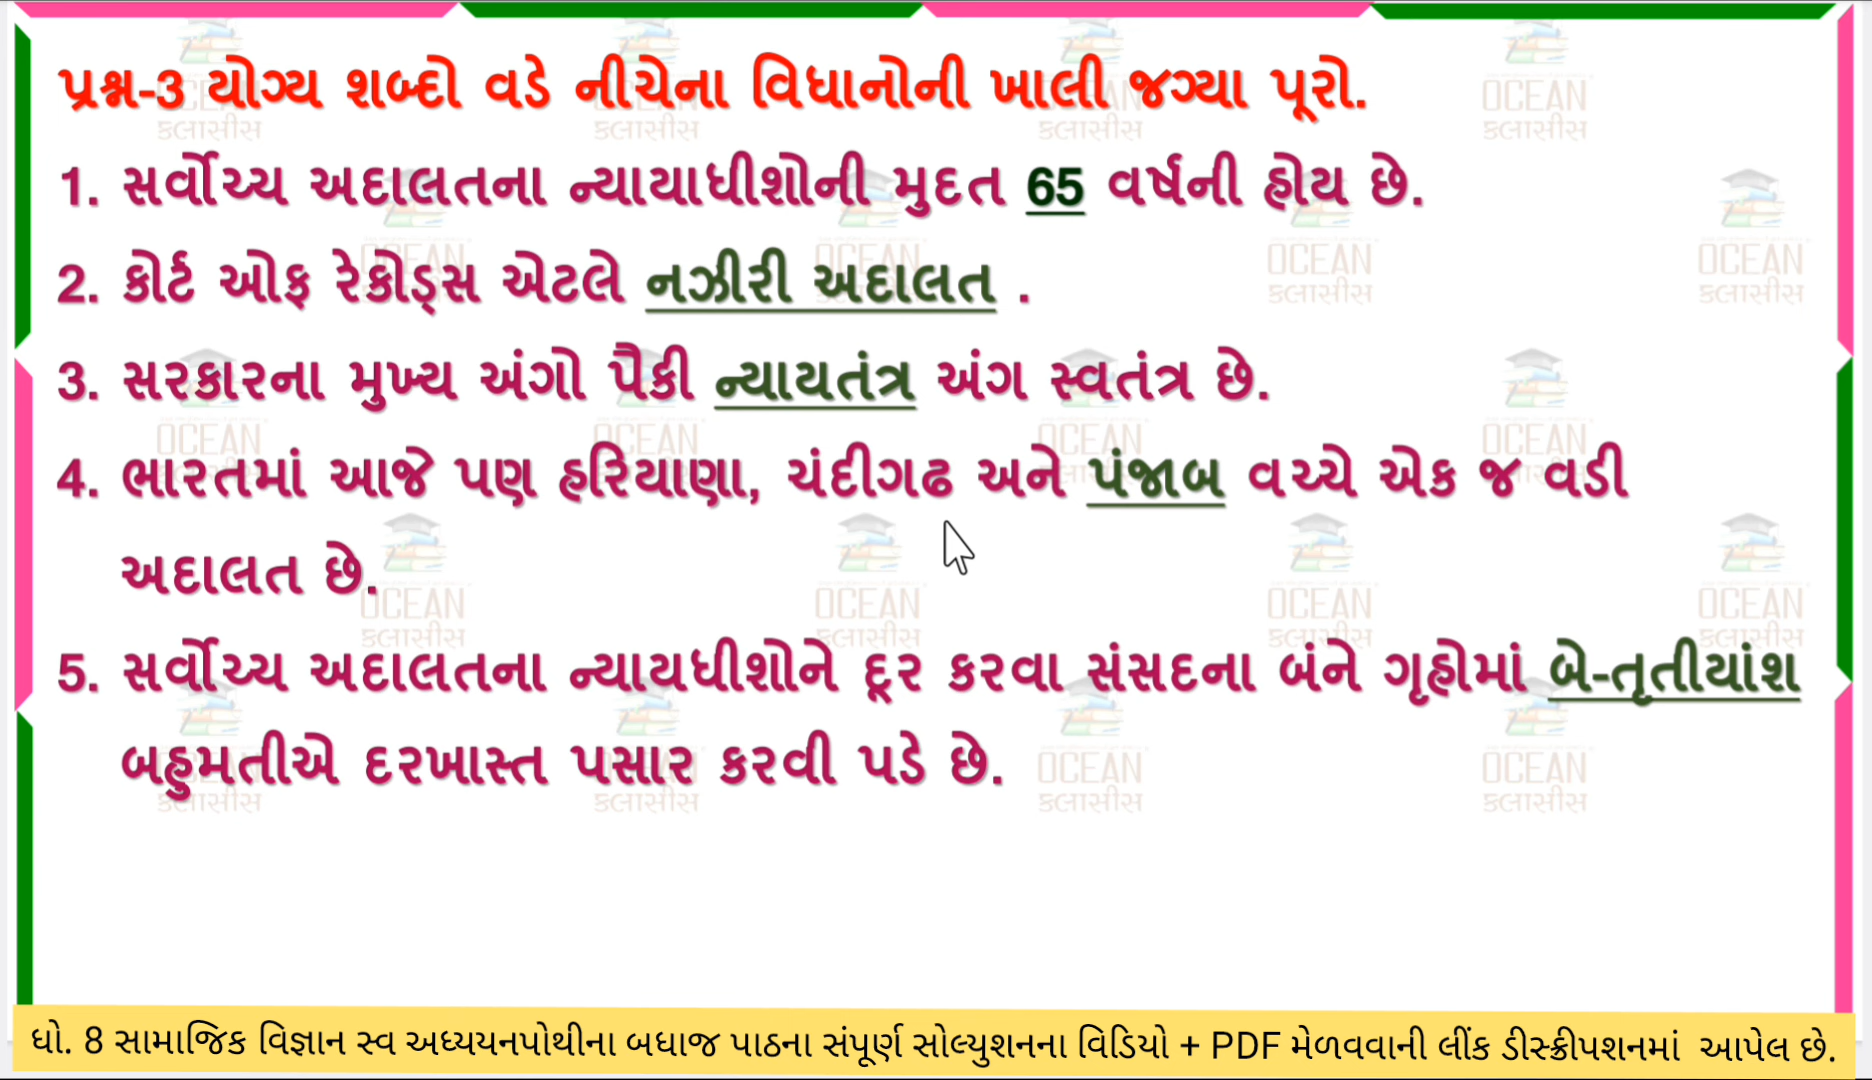 પ્રશ્ન-3 યોગ્ય શબ્દો વડે નીચેના વિધાનોની ખાલી જગ્યા પૂરો.
1. સર્વોચ્ચ અદાલતના ન્યાયાધીશોની મુદત 65 વર્ષની હોય છે.
2. કોર્ટ ઓફ રેકોડ્સ એટલે નઝીરી અદાલત .
3. સરકારના મુખ્ય અંગો પૈકી ન્યાયતંત્ર અંગ સ્વતંત્ર છે.
4. ભારતમાં આજે પણ હરિયાણા, ચંદીગઢ અને પંજાબ વચ્ચે એક જ વડી
અદાલત છે.
5. સર્વોચ્ચ અદાલતના ન્યાયધીશોને દૂર કરવા સંસદના બંને ગૃહોમાં બે-તૃતીયાંશ
બહુમતીએ દરખાસ્ત પસાર કરવી પડે છે.
OCEAN
ક્લાસીસ
ધો. 8 સામાજિક વિજ્ઞાન સ્વ અધ્યયનપોથીના બધાજ પાઠના સંપૂર્ણ સોલ્યુશનના વિડિયો + PDF મેળવવાની લીંક ડીસ્ક્રીપશનમાં આપેલ છે.